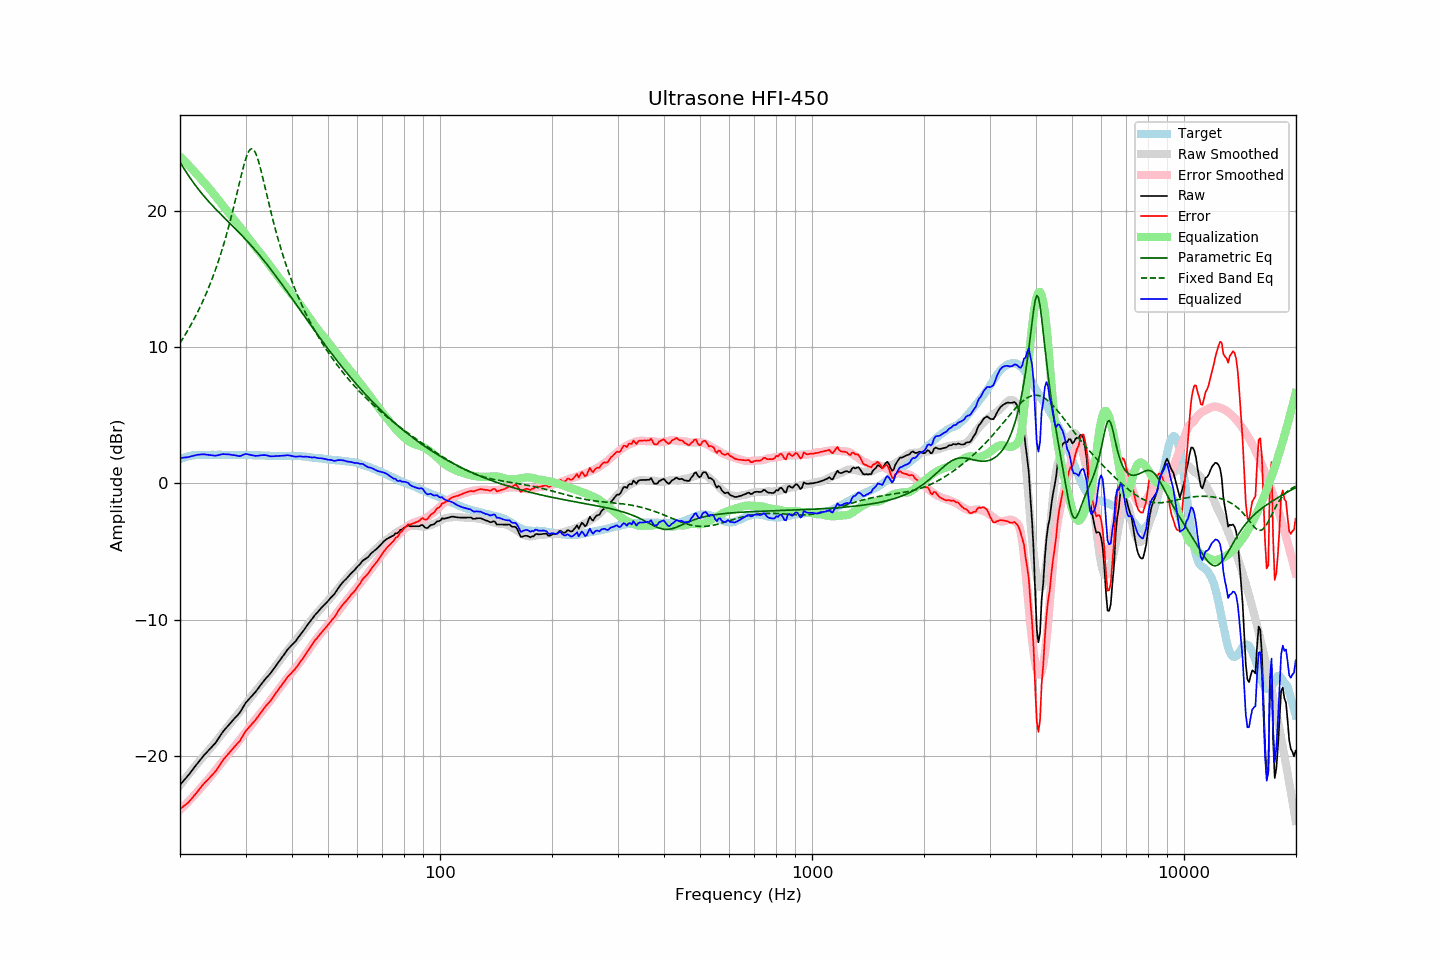 Ultrasone HFI-450
Target
Raw Smoothed
Error Smoothed
Raw
Error
Equalization
Parametric Eq
Fixed Band Eq
Equalized
Amplitude (dBr)
20
10
0
−10
−20
100
1000
10000
Frequency (Hz)